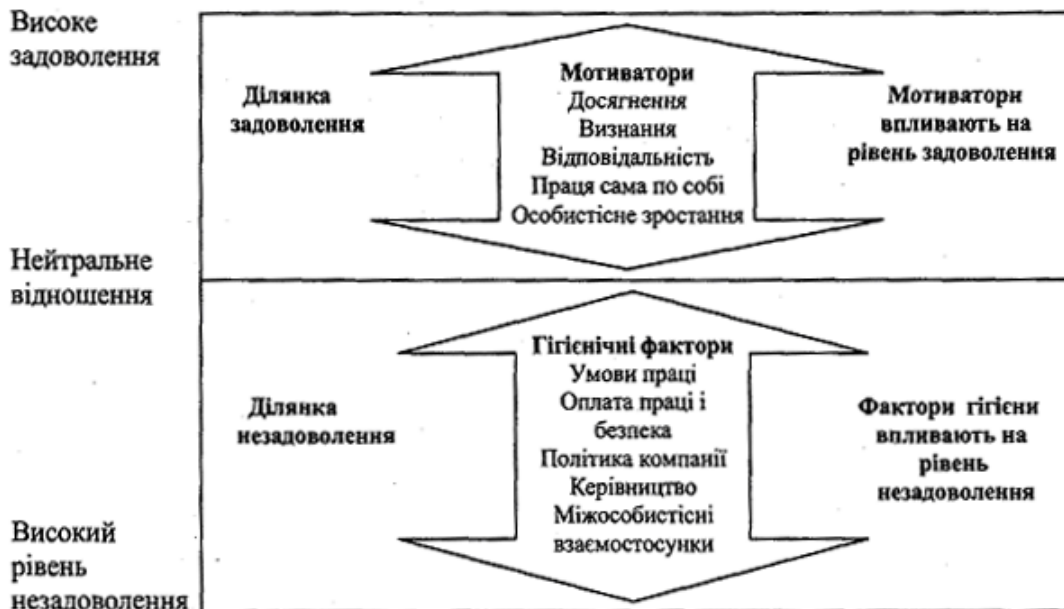 Високе
задоволення
Ділянка
задоволення
Мотиватори
Досягнення
Визнання
Відповідальність
Праця сама по собі
Особистісне зростання
Мотиватори
впливають на
рівень задоволення
Нейтральне
відношення
Ділянка
незадоволення
Гігієнічні фактори
Умови праці
Оплата праці і
безпека
Політика компанії
Керівництво
Міжособистісні
взаємостосунки
Фактори гігієни
впливають на
рівень
незадоволення
Високий
рівень
незадоволення